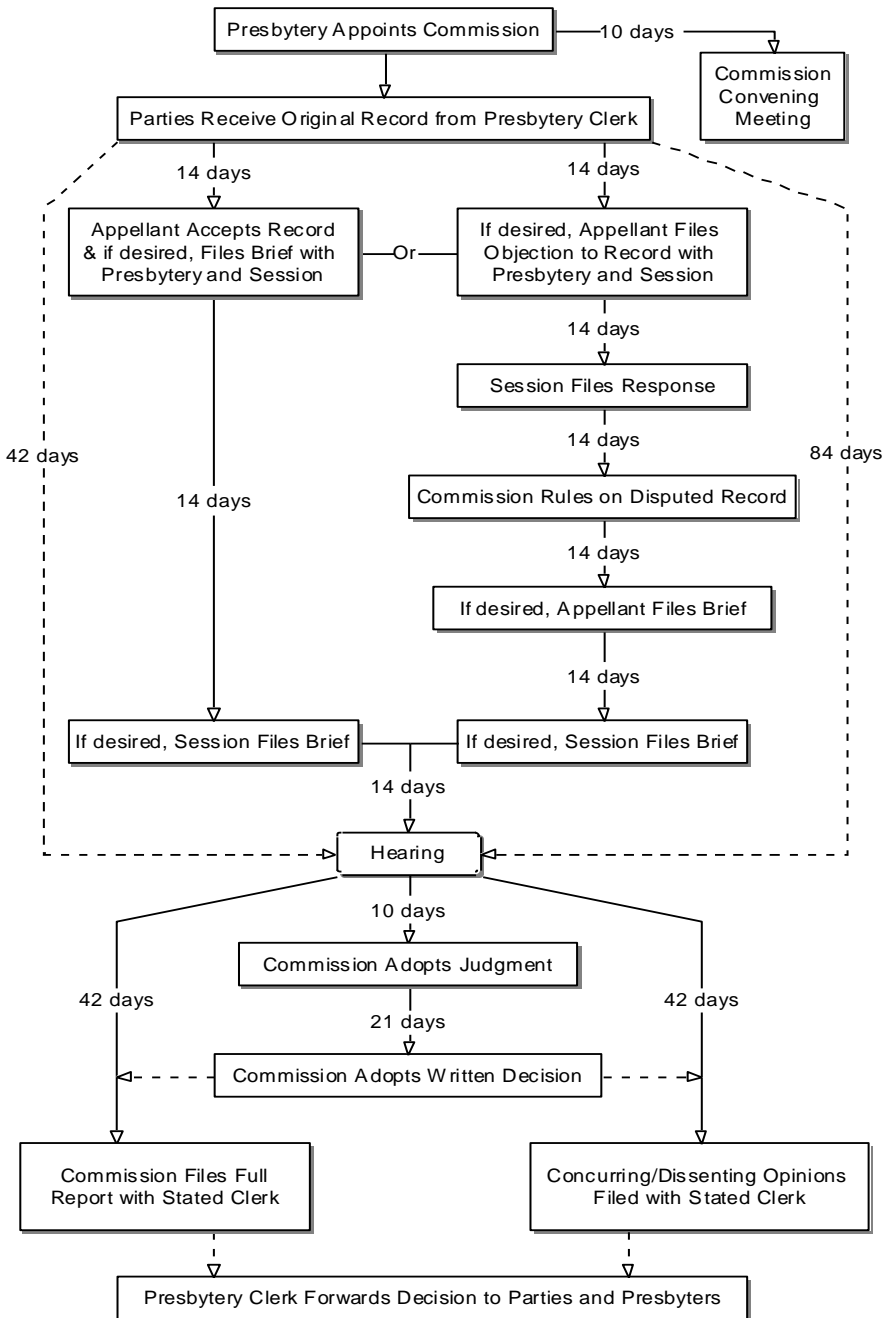 Presbytery Appoints Commission
10 days
Commission
Convening
Meeting
Parties Receive Original Record from Presbytery Clerk
14 days
14 days
Appellant Accepts Record
& if desired, Files Brief with
Presbytery and Session
Or
If desired, Appellant Files
Objection to Record with
Presbytery and Session
14 days
Session Files Response
42 days
14 days
84 days
14 days
Commission Rules on Disputed Record
14 days
If desired, Appellant Files Brief
14 days
If desired, Session Files Brief
If desired, Session Files Brief
14 days
Hearing
10 days
Commission Adopts Judgment
42 days
42 days
21 days
Commission Adopts Written Decision
Commission Files Full
Report with Stated Clerk
Concurring/Dissenting Opinions
Filed with Stated Clerk
Presbytery Clerk Forwards Decision to Parties and Presbyters